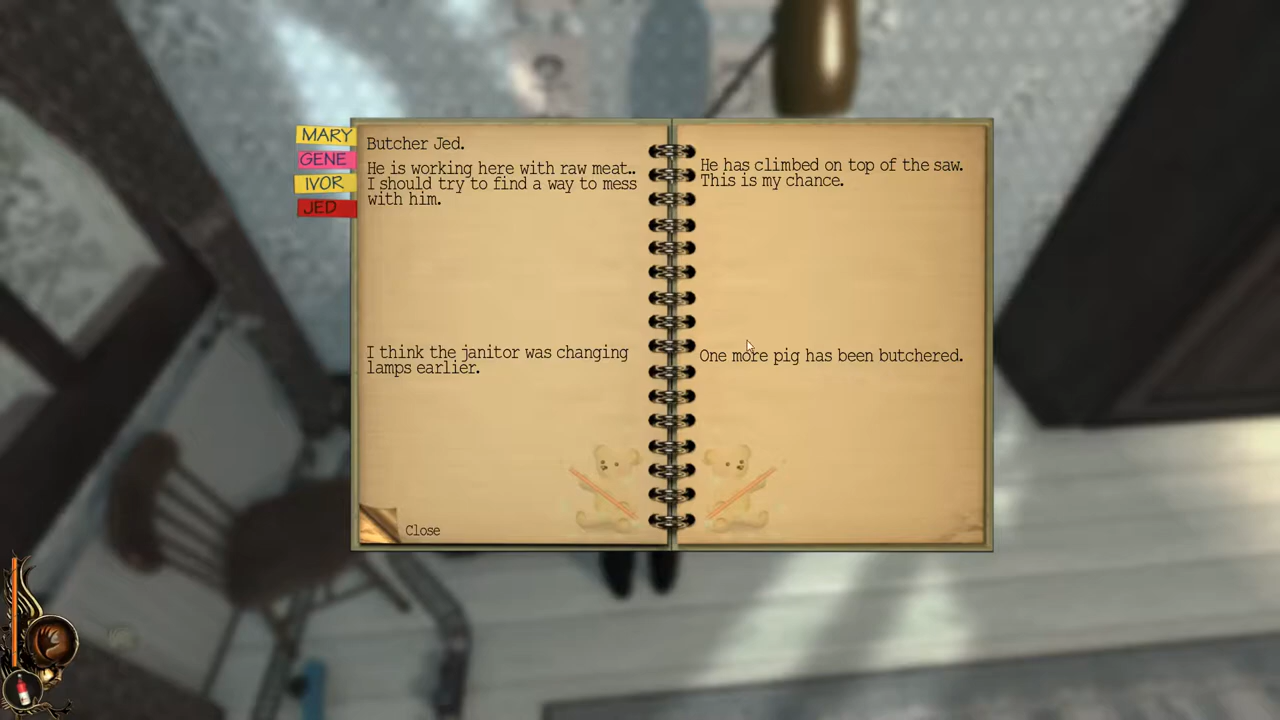 MARY
GENE
IVOR
JED
Butcher Jed.
He is working here with raw meat..
I should try to find a way to mess
with him.
I think the janitor was changing
lamps earlier.
Close
He has climbed on top of the saw.
This is my chance.
One more pig has been butchered.